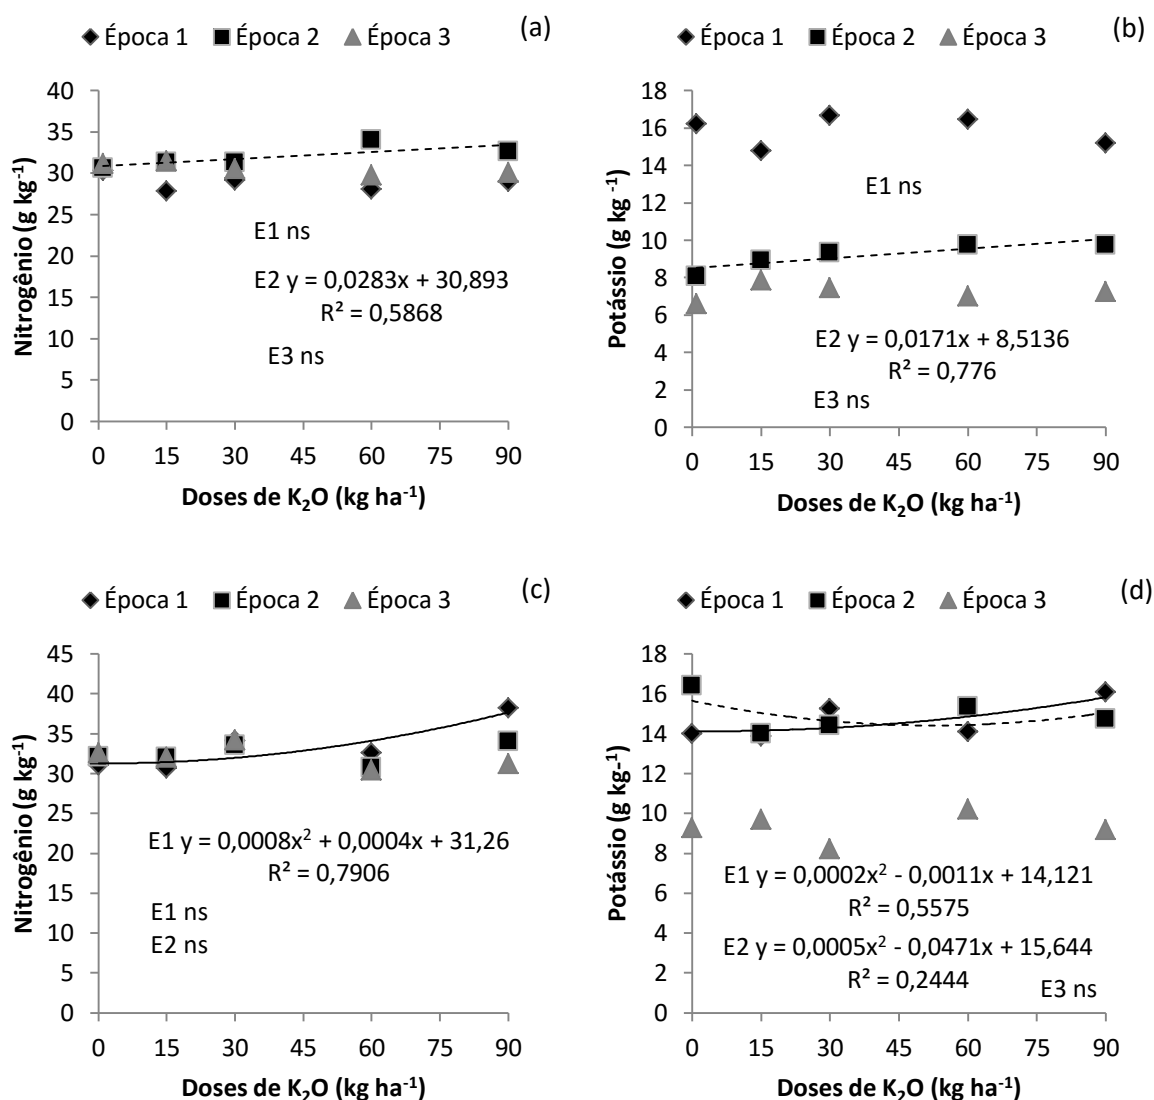 (a)
Época 1 Época 2 Época 3
Nitrogênio (g kg⁻¹)
40
35
30
25
20
15
10
5
0
E1 ns
E2 y = 0,0283x + 30,893
R² = 0,5868
E3 ns
0 15 30 45 60 75 90
Doses de K₂O (kg ha⁻¹)
(b)
Época 1 Época 2 Época 3
Potássio (g kg ⁻¹)
18
16
14
12
10
8
6
4
2
0
E1 ns
E2 y = 0,0171x + 8,5136
R² = 0,776
E3 ns
0 15 30 45 60 75 90
Doses de K₂O (kg ha⁻¹)
(c)
Época 1 Época 2 Época 3
Nitrogênio (g kg⁻¹)
45
40
35
30
25
20
15
10
5
0
E1 y = 0,0008x² + 0,0004x + 31,26
R² = 0,7906
E1 ns
E2 ns
0 15 30 45 60 75 90
Doses de K₂O (kg ha⁻¹)
(d)
Época 1 Época 2 Época 3
Potássio (g kg-¹)
18
16
14
12
10
8
6
4
2
0
E1 y = 0,0002x² - 0,0011x + 14,121
R² = 0,5575
E2 y = 0,0005x² - 0,0471x + 15,644
R² = 0,2444
E3 ns
0 15 30 45 60 75 90
Doses de K₂O (kg ha⁻¹)